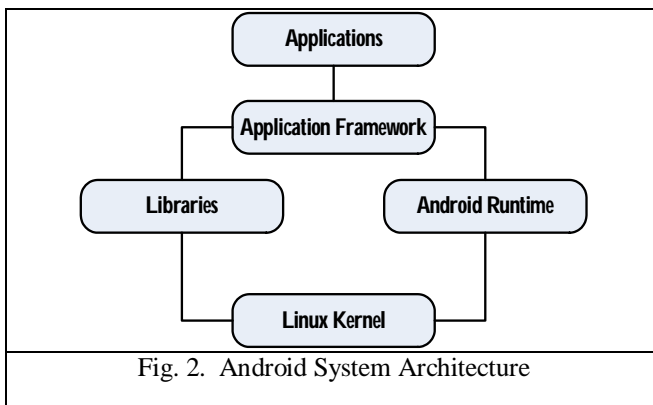 Applications
Application Framework
Libraries
Android Runtime
Linux Kernel
Fig. 2. Android System Architecture